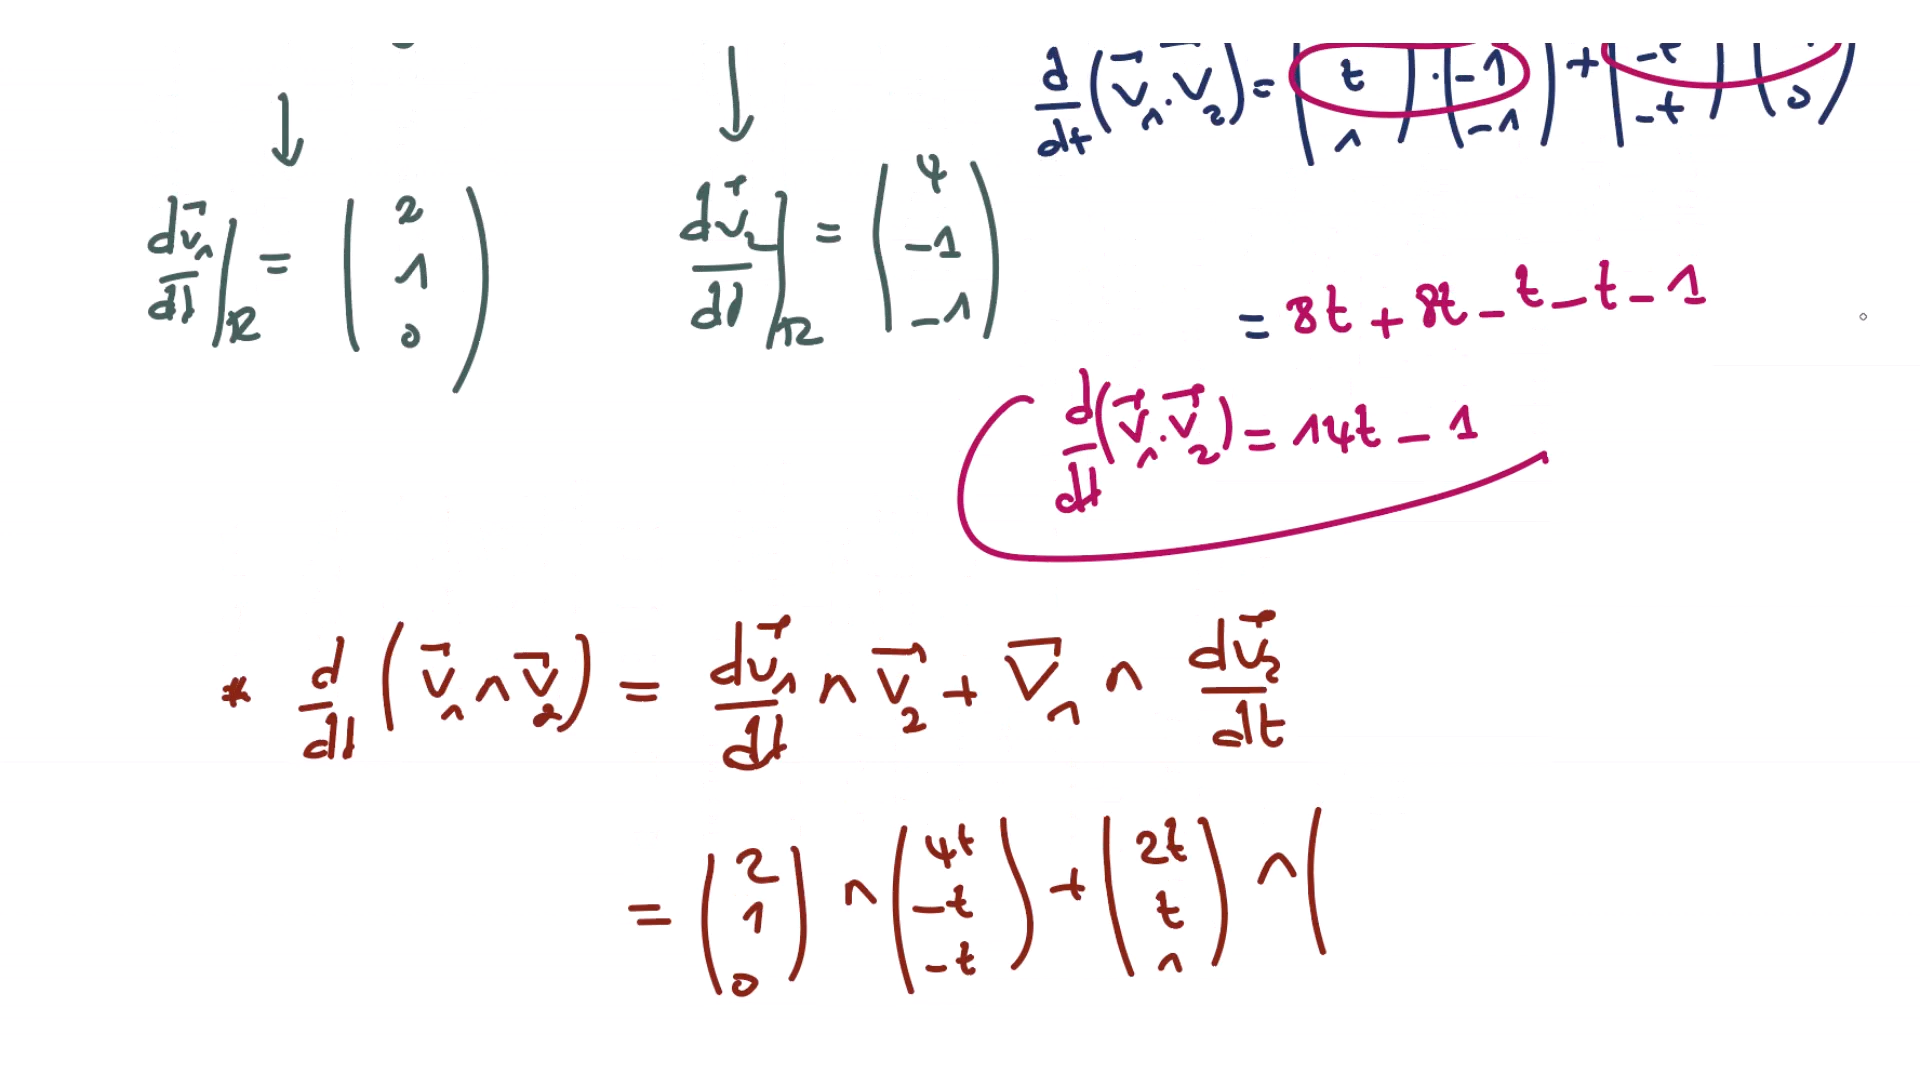 d/dt (v⃗₁ . v⃗₂) = ( t 1 ) . ( -1 -1 ) + ( -t -t ) ( 0 )
dv⃗₁/dt |R = ( 2 1 0 )
dv⃗₂/dt |R = ( 4 -1 -1 )
= 8t + 8t - t - t - 1
d/dt (v⃗₁ . v⃗₂) = 14t - 1
* d/dt (v⃗₁ ∧ v⃗₂) = dv⃗₁/dt ∧ v⃗₂ + v⃗₁ ∧ dv⃗₂/dt
= ( 2 1 0 ) ∧ ( 4t -t -t ) + ( 2t t 1 ) ∧ (